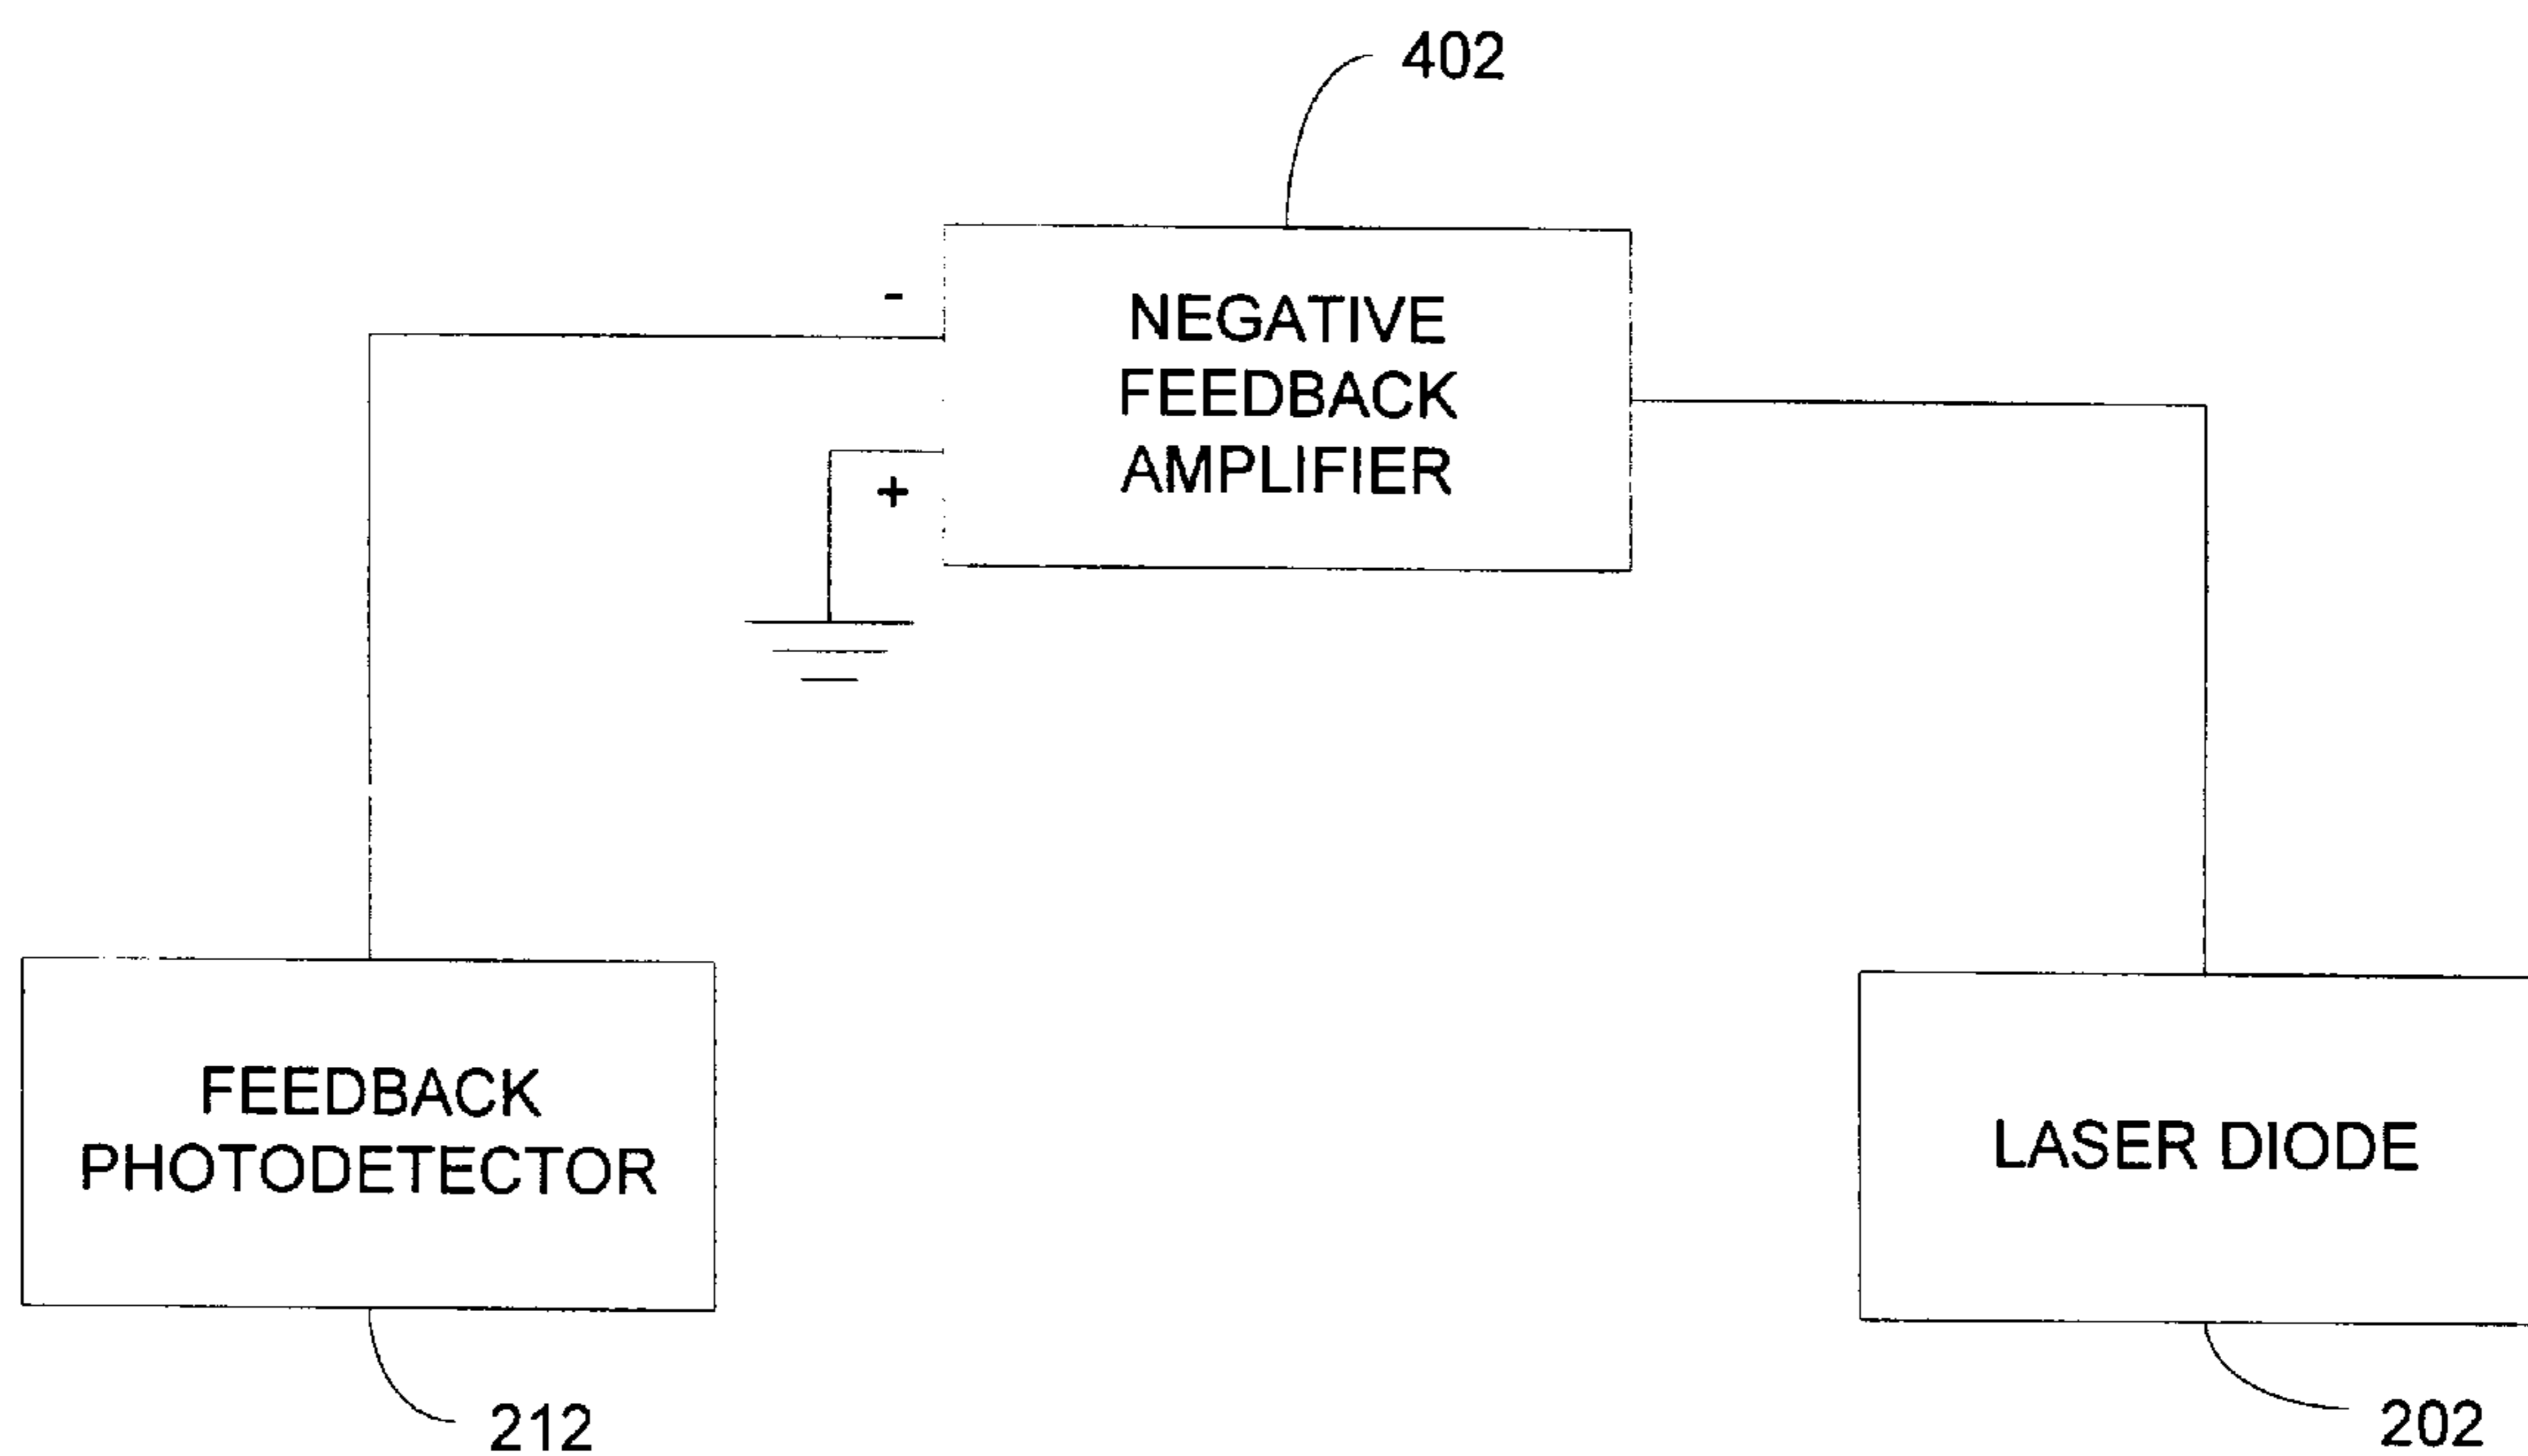 402
-
NEGATIVE
FEEDBACK
AMPLIFIER
+
FEEDBACK
PHOTODETECTOR
LASER DIODE
212
202